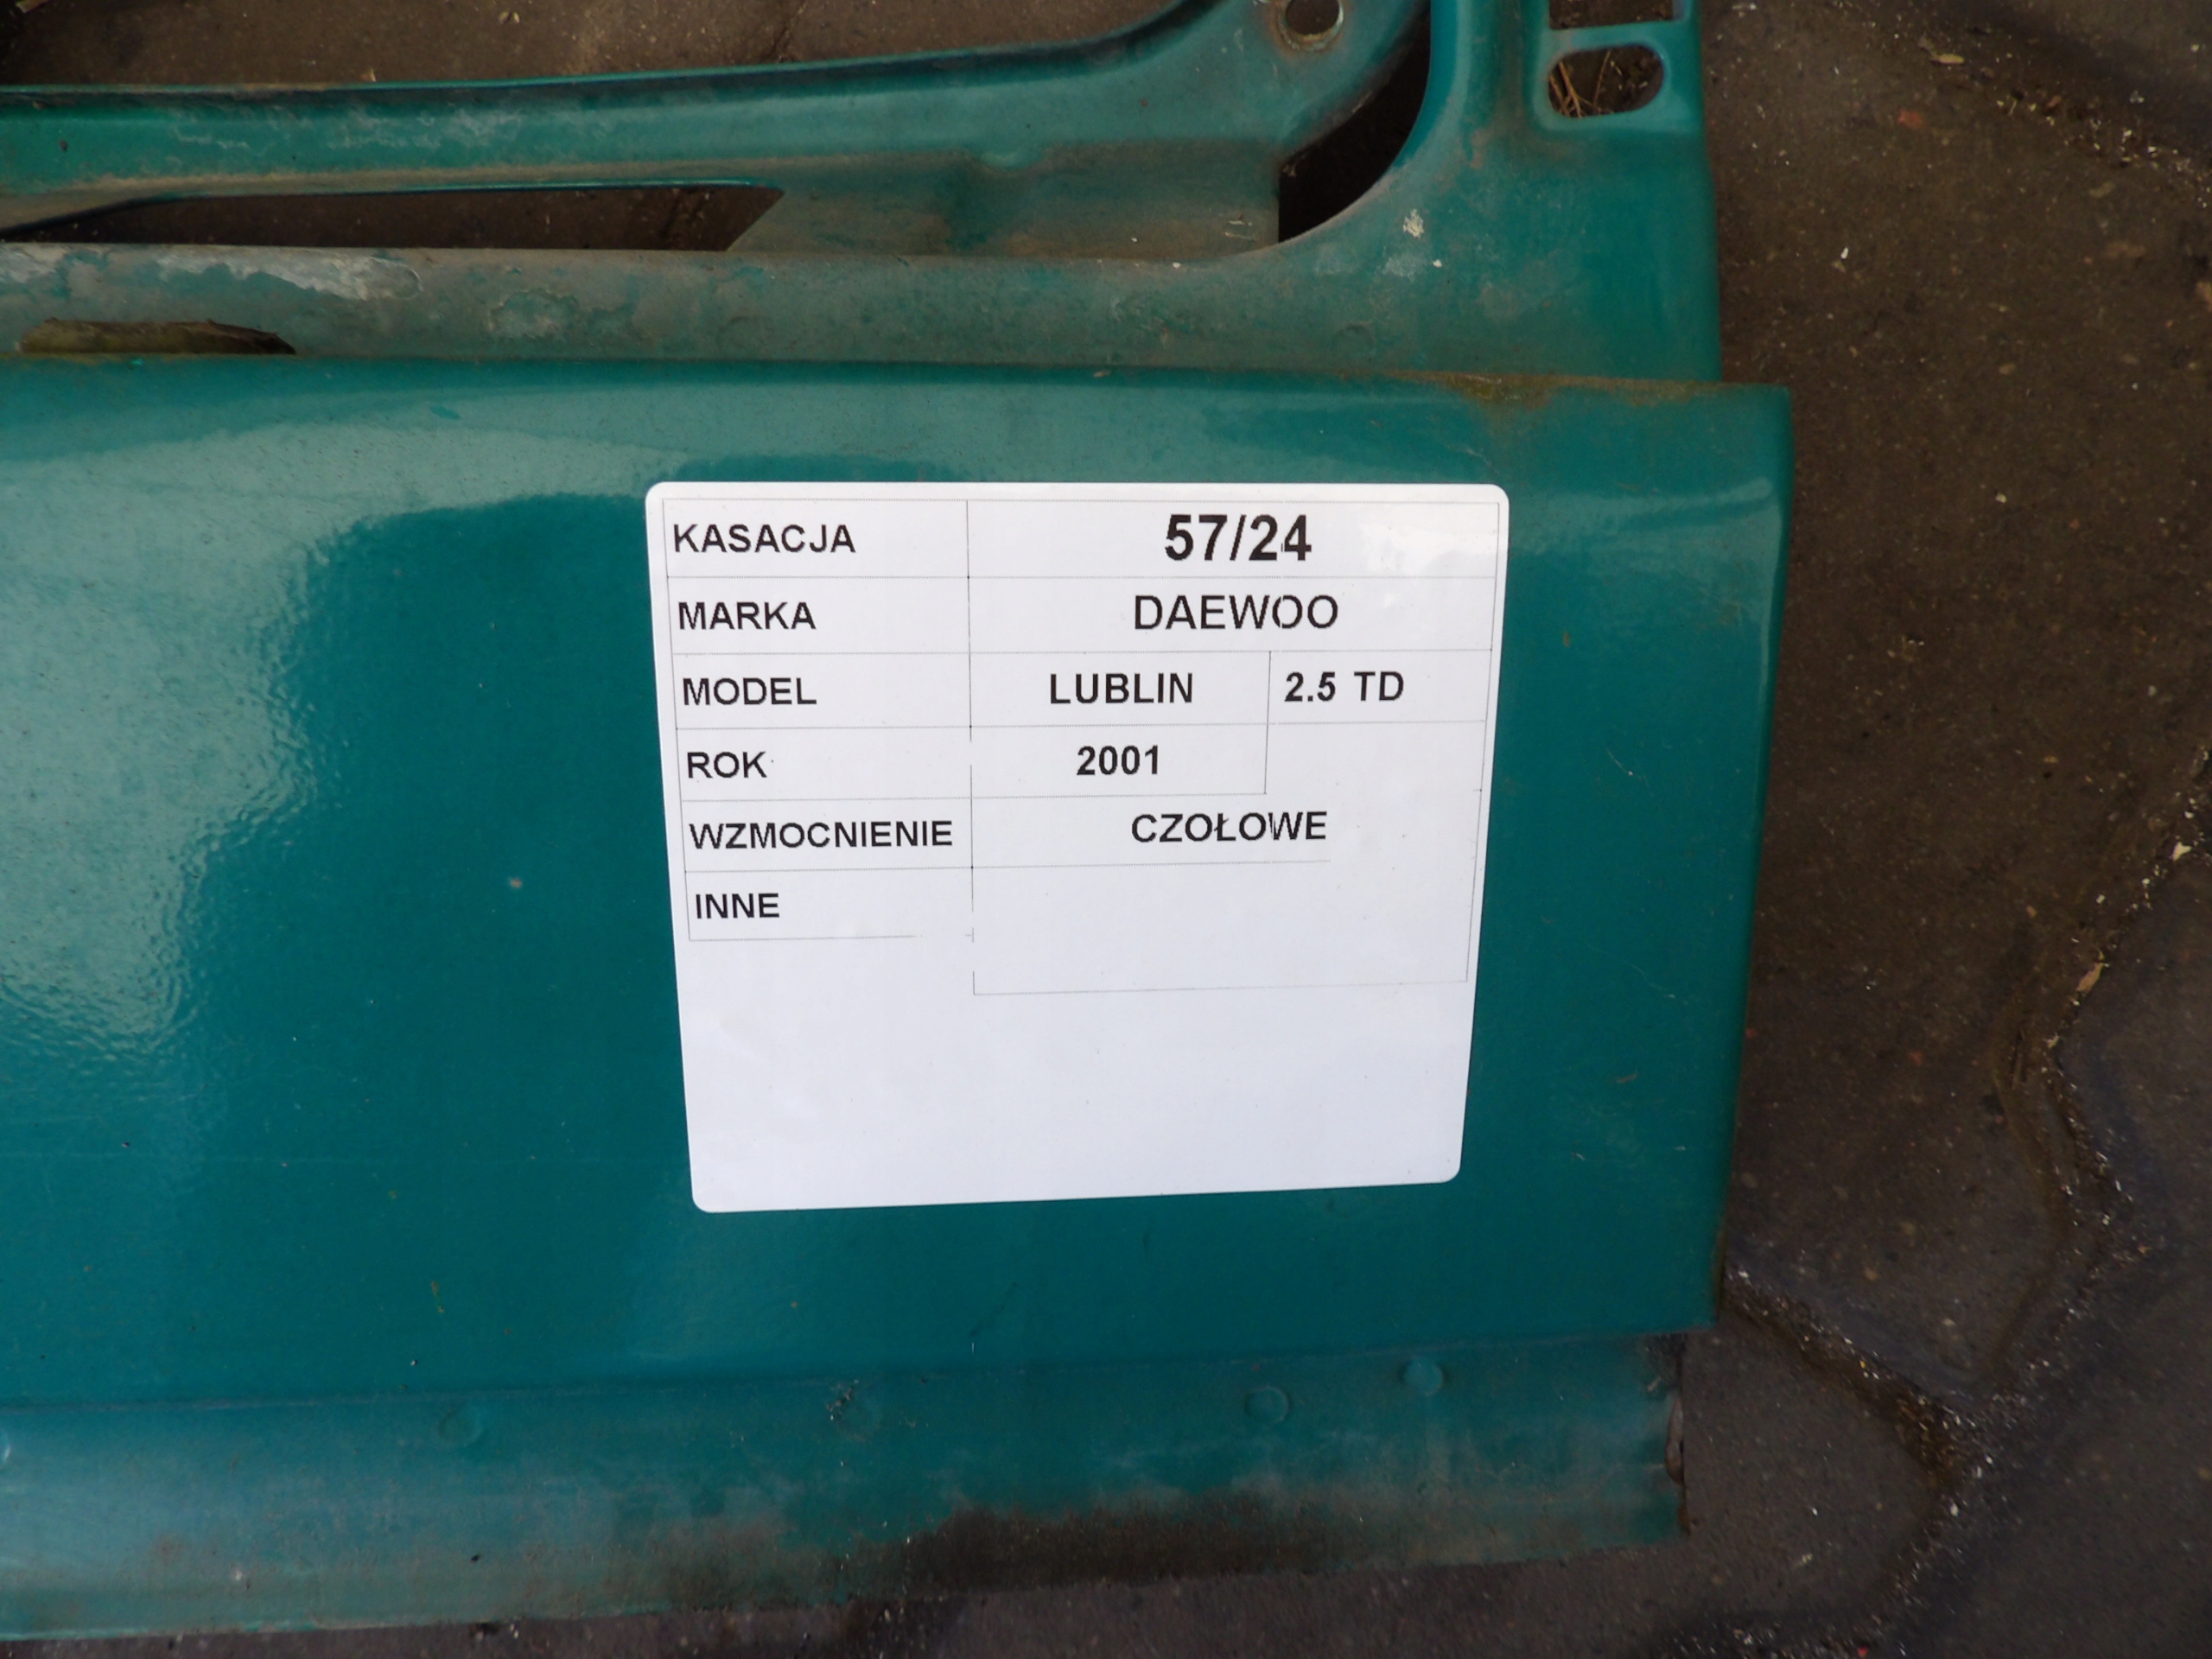 KASACJA 57/24
MARKA DAEWOO
MODEL LUBLIN 2.5 TD
ROK 2001
WZMOCNIENIE CZOŁOWE
INNE